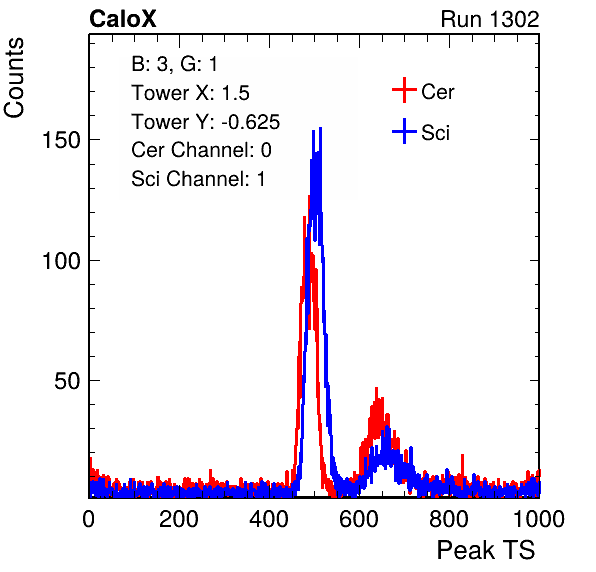 CaloX Run 1302
Counts
B: 3, G: 1
Tower X: 1.5
Tower Y: -0.625
Cer Channel: 0
Sci Channel: 1
Cer
Sci
150
100
50
0 200 400 600 800 1000
Peak TS